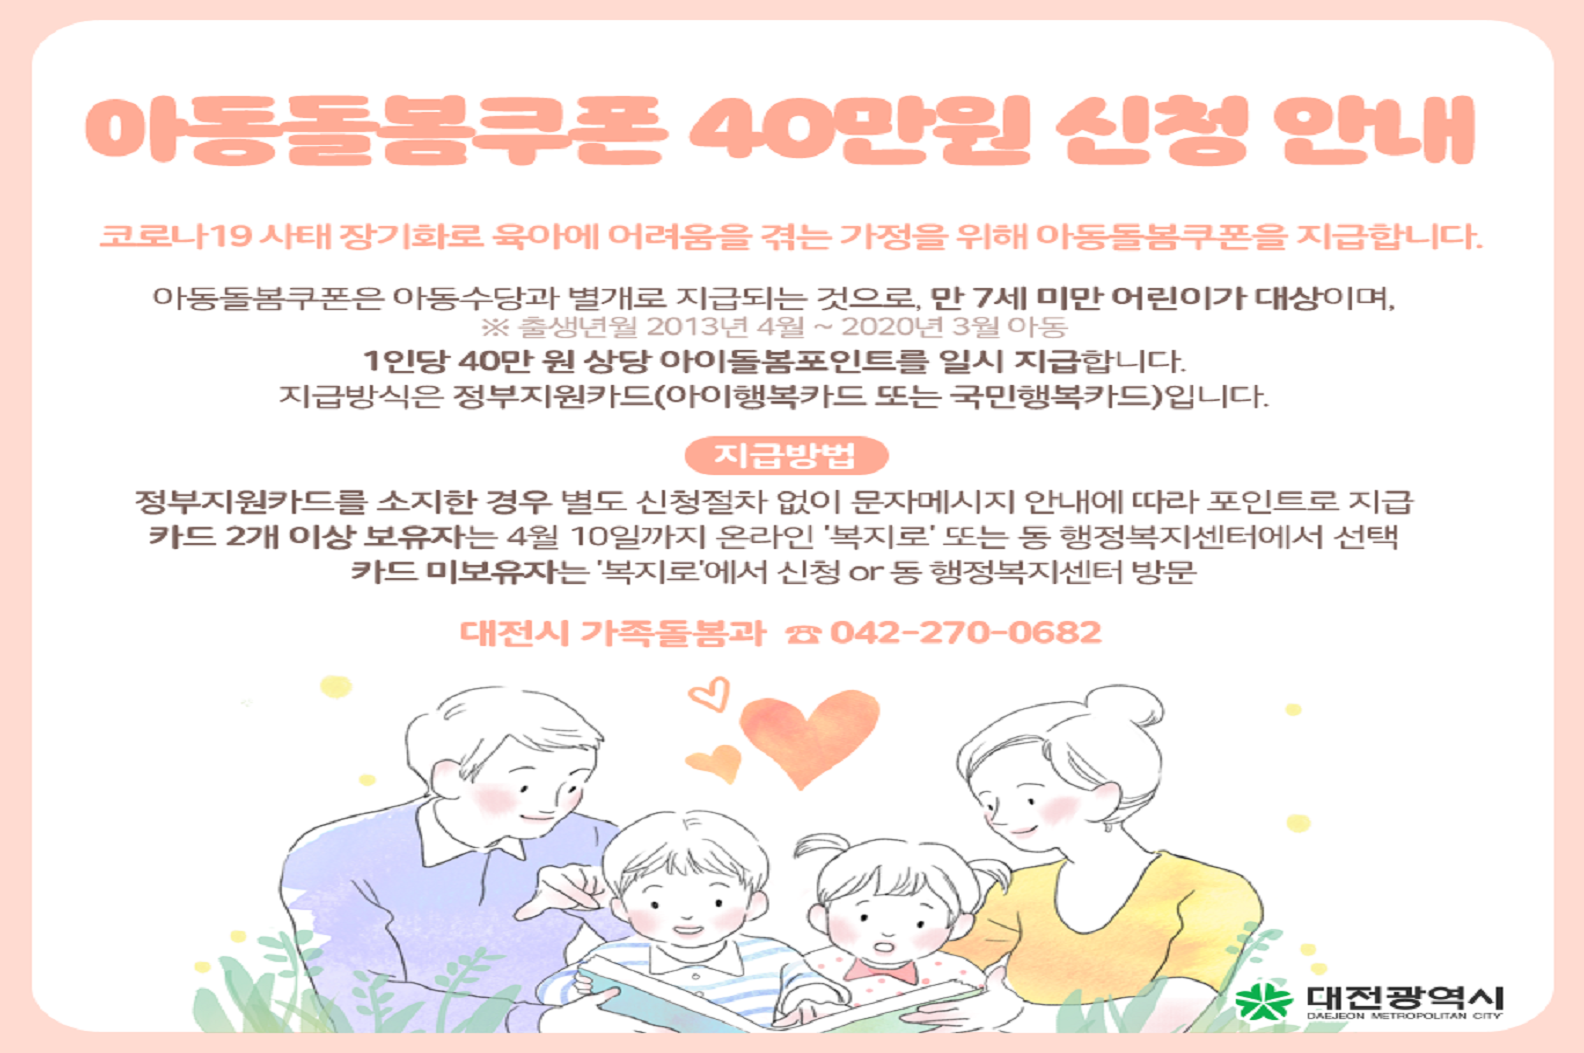 아동돌봄쿠폰 40만원 신청 안내
코로나19 사태 장기화로 육아에 어려움을 겪는 가정을 위해 아동돌봄쿠폰을 지급합니다.
아동돌봄쿠폰은 아동수당과 별개로 지급되는 것으로, 만 7세 미만 어린이가 대상이며,
※ 출생년월 2013년 4월 ~ 2020년 3월 아동
1인당 40만 원 상당 아이돌봄포인트를 일시 지급합니다.
지급방식은 정부지원카드(아이행복카드 또는 국민행복카드)입니다.
지급방법
정부지원카드를 소지한 경우 별도 신청절차 없이 문자메시지 안내에 따라 포인트로 지급
카드 2개 이상 보유자는 4월 10일까지 온라인 '복지로' 또는 동 행정복지센터에서 선택
카드 미보유자는 '복지로'에서 신청 or 동 행정복지센터 방문
대전시 가족돌봄과 ☎ 042-270-0682
대전광역시
DAEJEON METROPOLITAN CITY